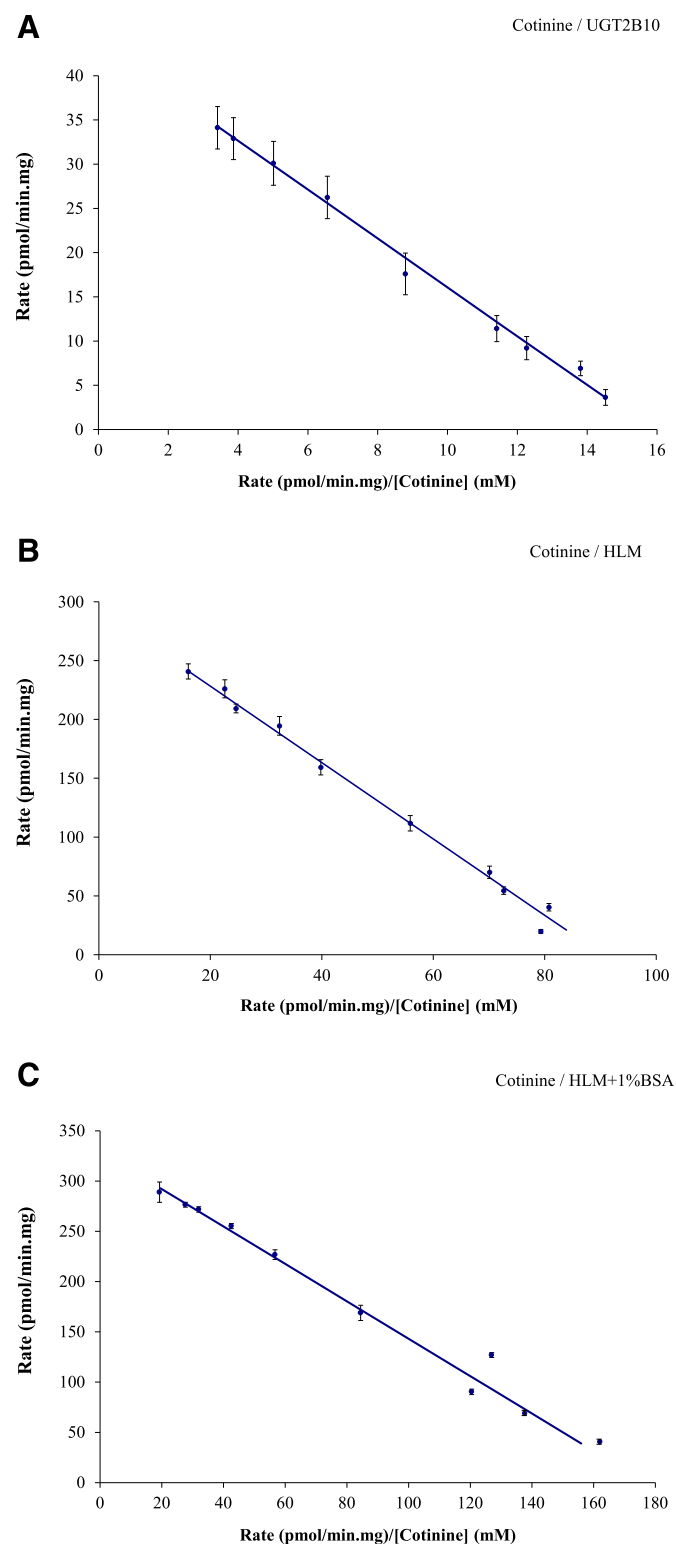 A
Cotinine / UGT2B10
40
35
30
25
20
15
10
5
0
Rate (pmol/min.mg)
0 2 4 6 8 10 12 14 16
Rate (pmol/min.mg)/[Cotinine] (mM)
B
Cotinine / HLM
300
250
200
150
100
50
0
Rate (pmol/min.mg)
0 20 40 60 80 100
Rate (pmol/min.mg)/[Cotinine] (mM)
C
Cotinine / HLM+1%BSA
350
300
250
200
150
100
50
0
Rate (pmol/min.mg)
0 20 40 60 80 100 120 140 160 180
Rate (pmol/min.mg)/[Cotinine] (mM)